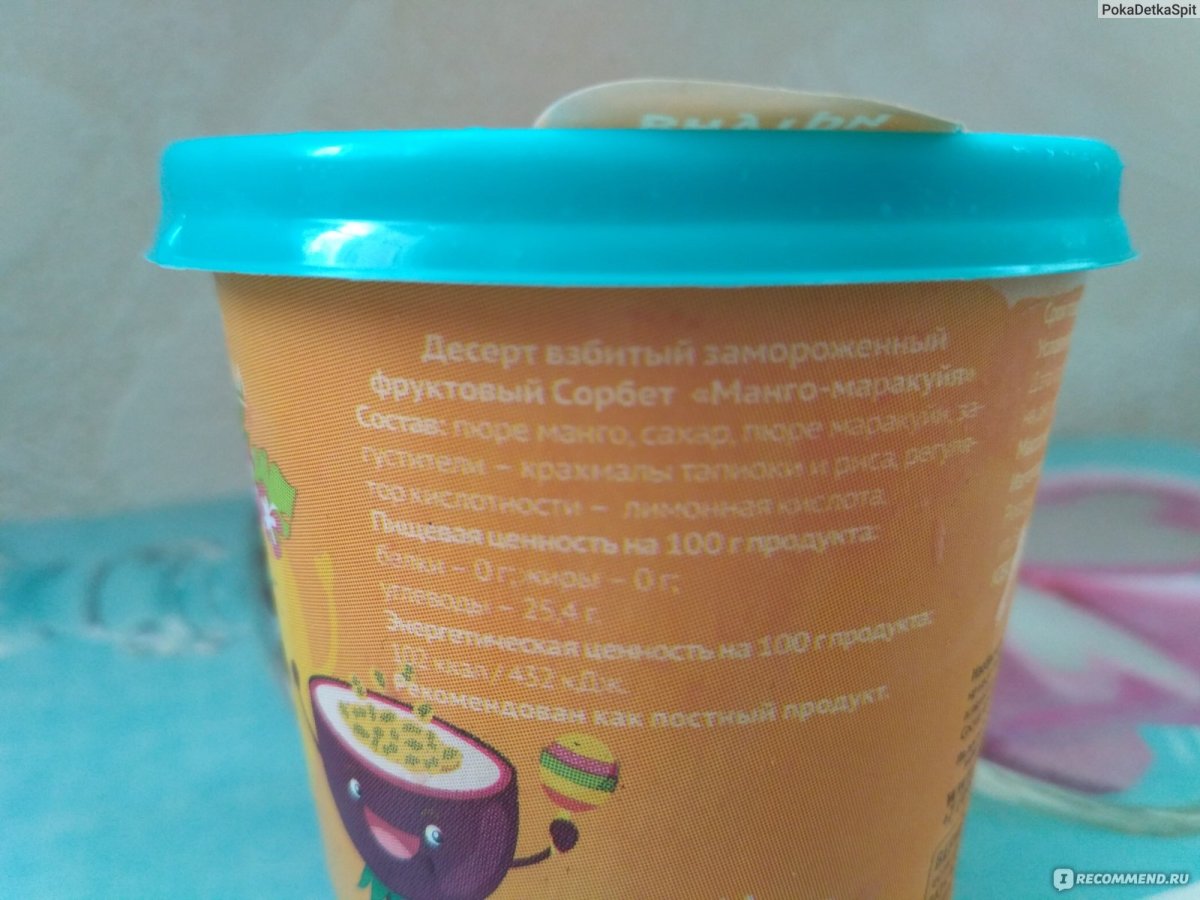 PokaDetkaSpit
Десерт взбитый замороженный
фруктовый Сорбет «Манго-маракуйя»
Состав: пюре манго, сахар, пюре маракуйи, за-
густители – крахмалы тапиоки и риса, регуля-
тор кислотности – лимонная кислота.
Пищевая ценность на 100 г продукта:
белки – 0 г; жиры – 0 г;
углеводы – 25,4 г.
Энергетическая ценность на 100 г продукта:
ккал / 432 кДж.
Рекомендован как постный продукт.
I RECOMMEND.RU